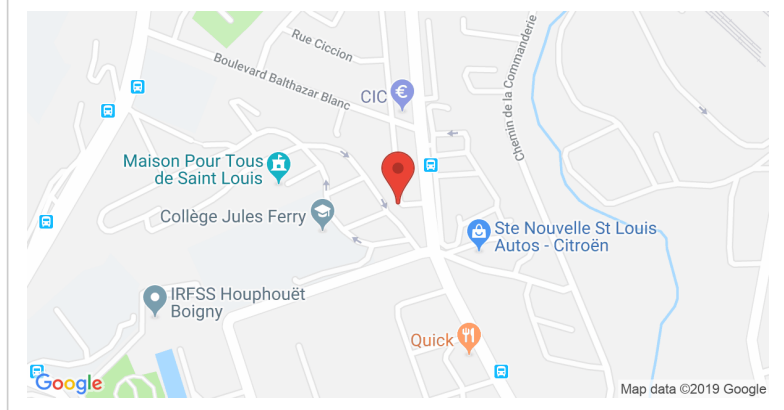 Rue Ciccion
Boulevard Balthazar Blanc
CIC
€
Chemin de la Commanderie
Maison Pour Tous
de Saint Louis
Collège Jules Ferry
Ste Nouvelle St Louis
Autos - Citroën
IRFSS Houphouët
Boigny
Quick
Google
Map data ©2019 Google